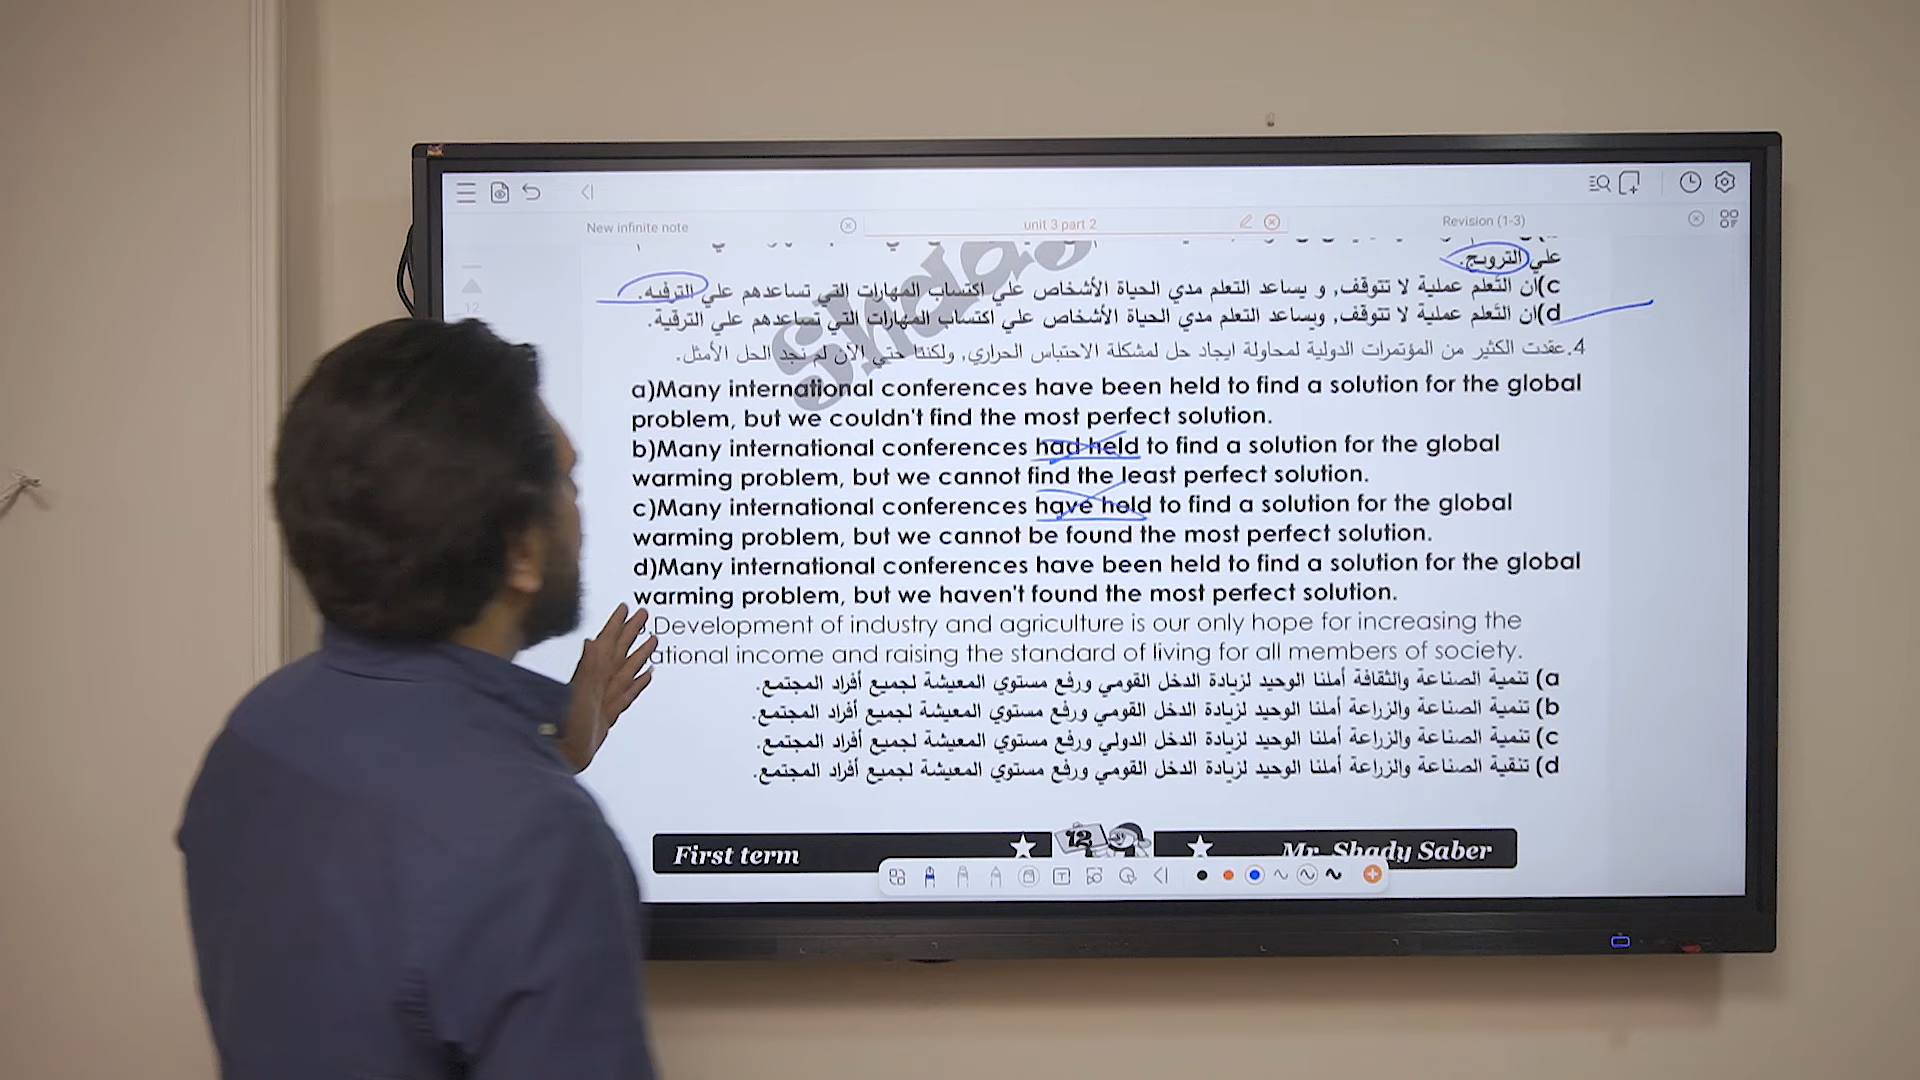 New infinite note
unit 3 part 2
Revision (1-3)
Shady
علي الترويج.
c)ان التَعلم عملية لا تتوقف, و يساعد التعلم مدي الحياة الأشخاص علي اكتساب المهارات التي تساعدهم علي الترفيه.
d)ان التَعلم عملية لا تتوقف, ويساعد التعلم مدي الحياة الأشخاص علي اكتساب المهارات التي تساعدهم علي الترقية.
4.عقدت الكثير من المؤتمرات الدولية لمحاولة ايجاد حل لمشكلة الاحتباس الحراري, ولكننا حتي الآن لم نجد الحل الأمثل.
a)Many international conferences have been held to find a solution for the global
problem, but we couldn't find the most perfect solution.
b)Many international conferences had held to find a solution for the global
warming problem, but we cannot find the least perfect solution.
c)Many international conferences have held to find a solution for the global
warming problem, but we cannot be found the most perfect solution.
d)Many international conferences have been held to find a solution for the global
warming problem, but we haven't found the most perfect solution.
.Development of industry and agriculture is our only hope for increasing the
ational income and raising the standard of living for all members of society.
a) تنمية الصناعة والثقافة أملنا الوحيد لزيادة الدخل القومي ورفع مستوي المعيشة لجميع أفراد المجتمع.
b) تنمية الصناعة والزراعة أملنا الوحيد لزيادة الدخل القومي ورفع مستوي المعيشة لجميع أفراد المجتمع.
c) تنمية الصناعة والزراعة أملنا الوحيد لزيادة الدخل الدولي ورفع مستوي المعيشة لجميع أفراد المجتمع.
d) تنقية الصناعة والزراعة أملنا الوحيد لزيادة الدخل القومي ورفع مستوي المعيشة لجميع أفراد المجتمع.
First term
12
Mr. Shady Saber